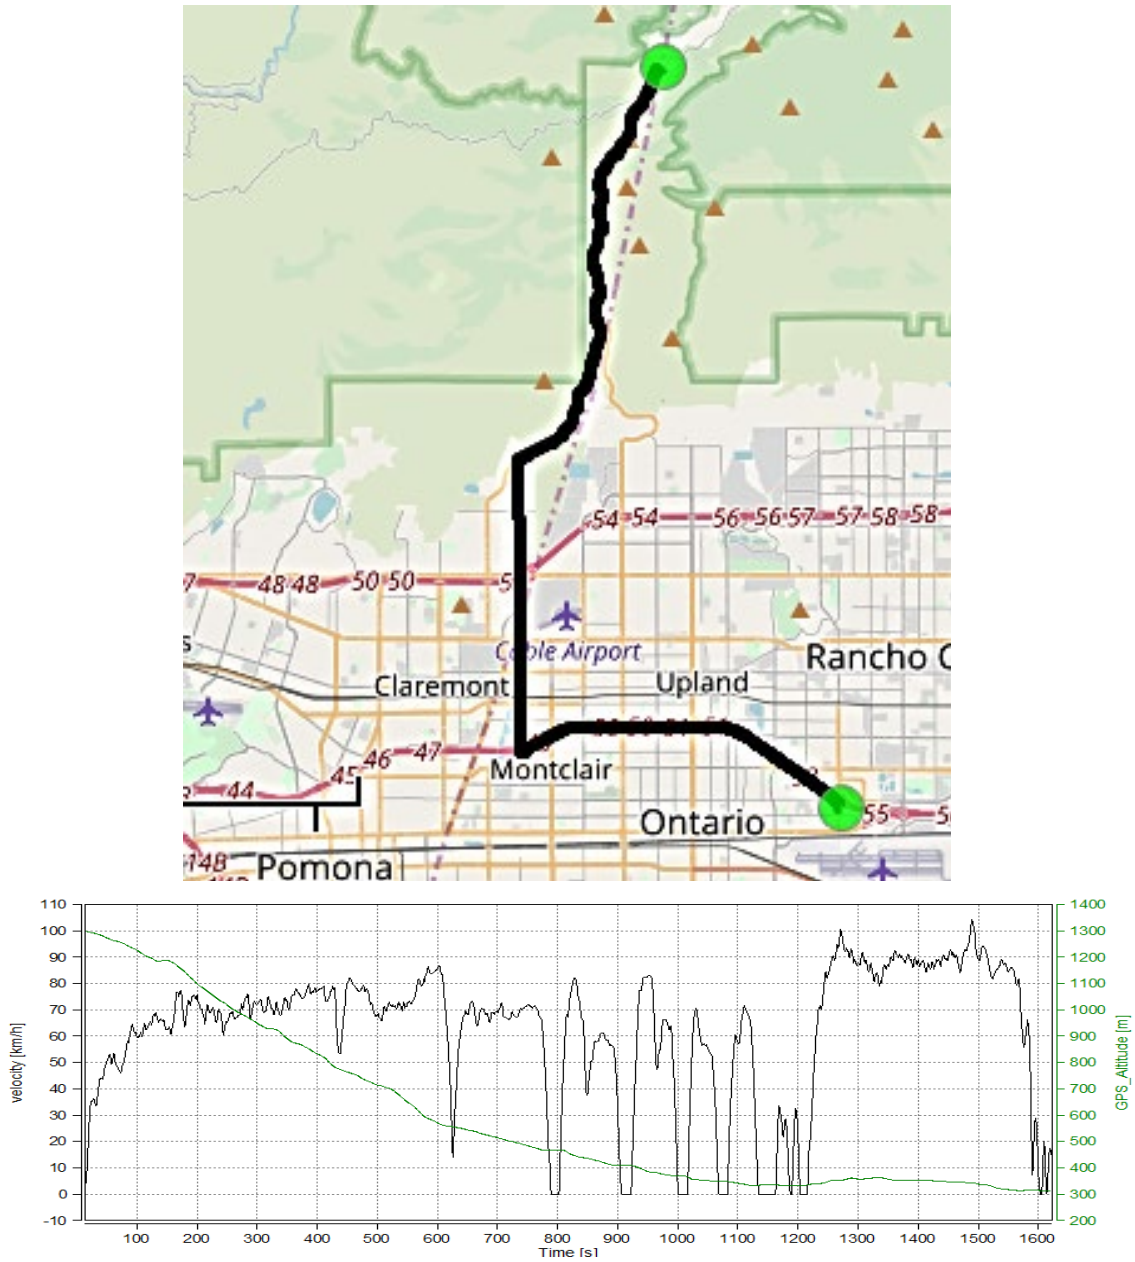 54 54 56 56 57 57 58 58
48 48 50 50 5
Cable Airport
Rancho C
Claremont Upland
47
46
45
44
Montclair
Ontario 55 5
14B
Pomona
110 1400
100 1300
90 1200
80 1100
70 1000
60 900
50 800
40 700
30 600
20 500
10 400
0 300
-10 200
velocity [km/h]
GPS_Altitude [m]
100 200 300 400 500 600 700 800 900 1000 1100 1200 1300 1400 1500 1600
Time [s]